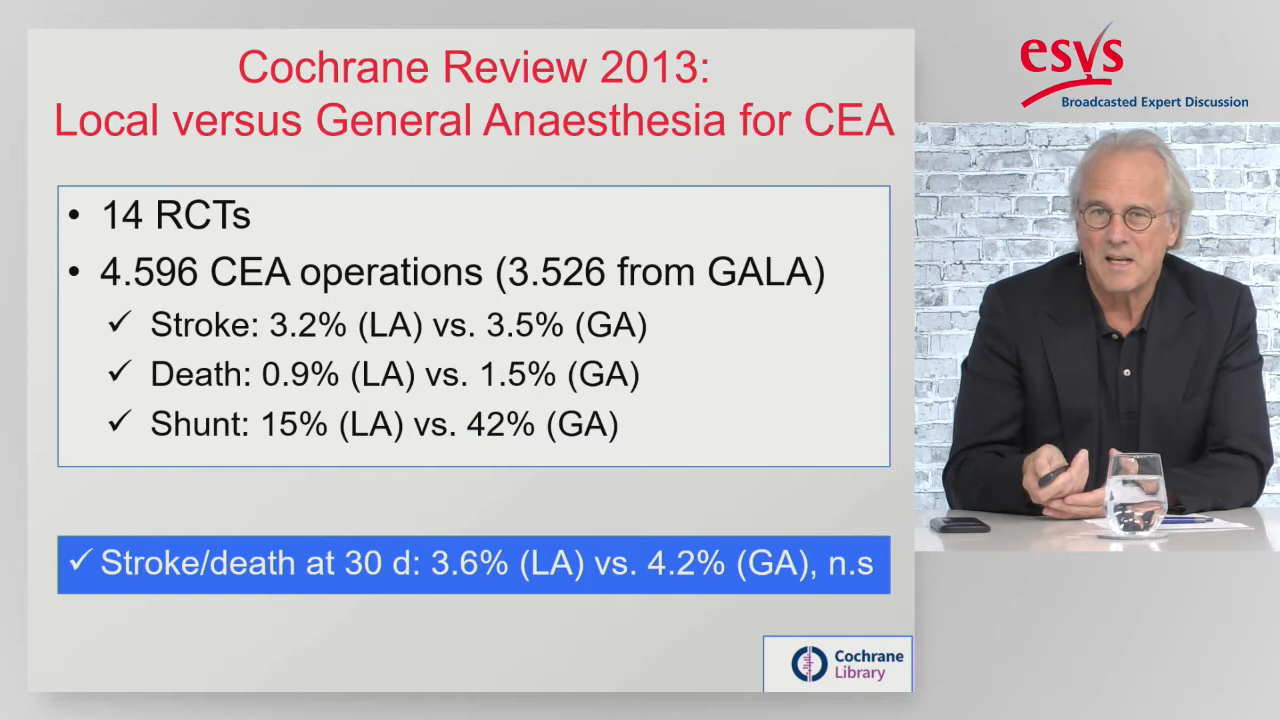 Cochrane Review 2013:
Local versus General Anaesthesia for CEA
• 14 RCTs
• 4.596 CEA operations (3.526 from GALA)
✓ Stroke: 3.2% (LA) vs. 3.5% (GA)
✓ Death: 0.9% (LA) vs. 1.5% (GA)
✓ Shunt: 15% (LA) vs. 42% (GA)
✓ Stroke/death at 30 d: 3.6% (LA) vs. 4.2% (GA), n.s
Cochrane
Library
esvs
Broadcasted Expert Discussion